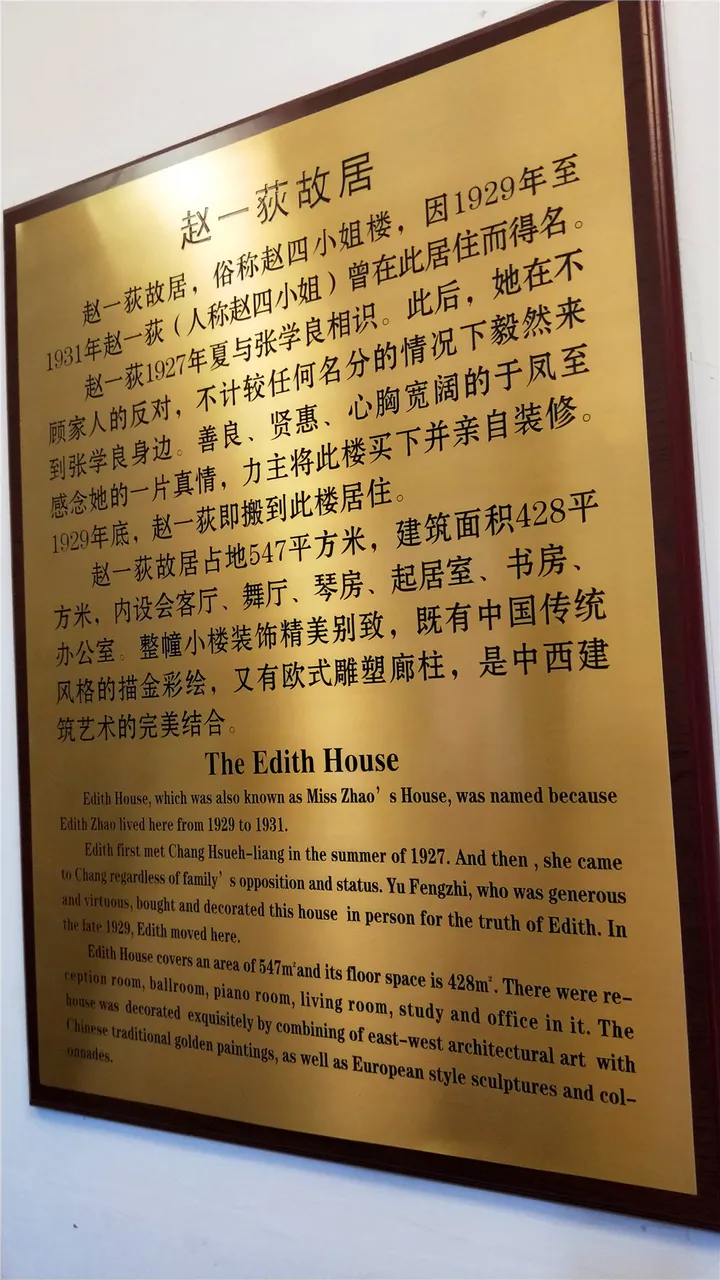 赵一荻故居
赵一荻故居，俗称赵四小姐楼，因1929年至
1931年赵一荻（人称赵四小姐）曾在此居住而得名。
赵一荻1927年夏与张学良相识。此后，她在不
顾家人的反对，不计较任何名分的情况下毅然来
到张学良身边。善良、贤惠、心胸宽阔的于凤至
感念她的一片真情，力主将此楼买下并亲自装修。
1929年底，赵一荻即搬到此楼居住。
赵一荻故居占地547平方米，建筑面积428平
方米，内设会客厅、舞厅、琴房、起居室、书房、
办公室。整幢小楼装饰精美别致，既有中国传统
风格的描金彩绘，又有欧式雕塑廊柱，是中西建
筑艺术的完美结合。
The Edith House
Edith House, which was also known as Miss Zhao's House, was named because
Edith Zhao lived here from 1929 to 1931.
Edith first met Chang Hsueh-liang in the summer of 1927. And then , she came
to Chang regardless of family's opposition and status. Yu Fengzhi, who was generous
and virtuous, bought and decorated this house in person for the truth of Edith. In
the late 1929, Edith moved here.
Edith House covers an area of 547㎡and its floor space is 428㎡. There were re-
ception room, ballroom, piano room, living room, study and office in it. The
house was decorated exquisitely by combining of east-west architectural art with
Chinese traditional golden paintings, as well as European style sculptures and col-
onnades.